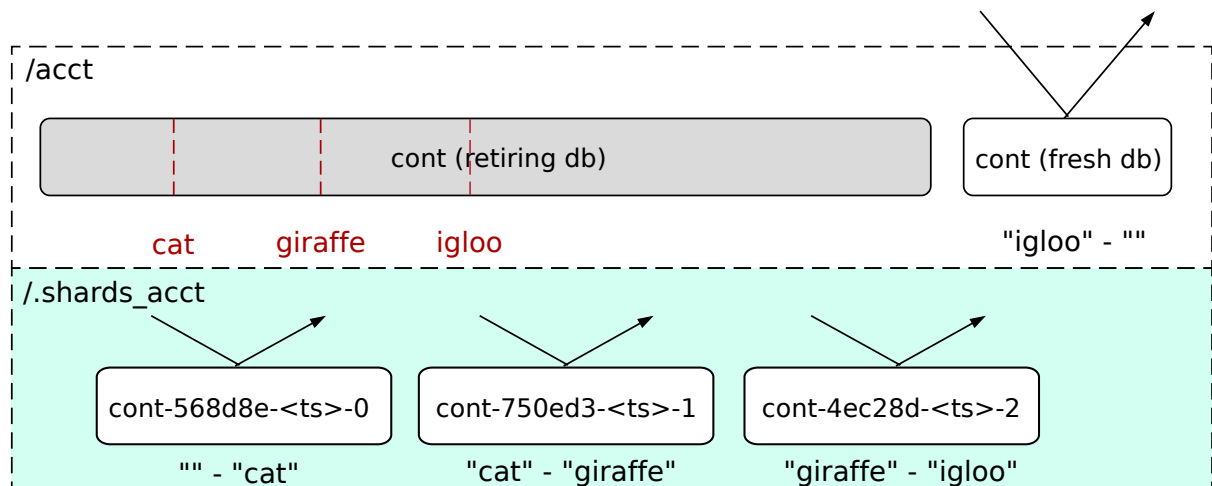 /acct
cont (retiring db)
cont (fresh db)
cat
giraffe
igloo
"igloo" - ""
/.shards_acct
cont-568d8e-<ts>-0
cont-750ed3-<ts>-1
cont-4ec28d-<ts>-2
"" - "cat"
"cat" - "giraffe"
"giraffe" - "igloo"